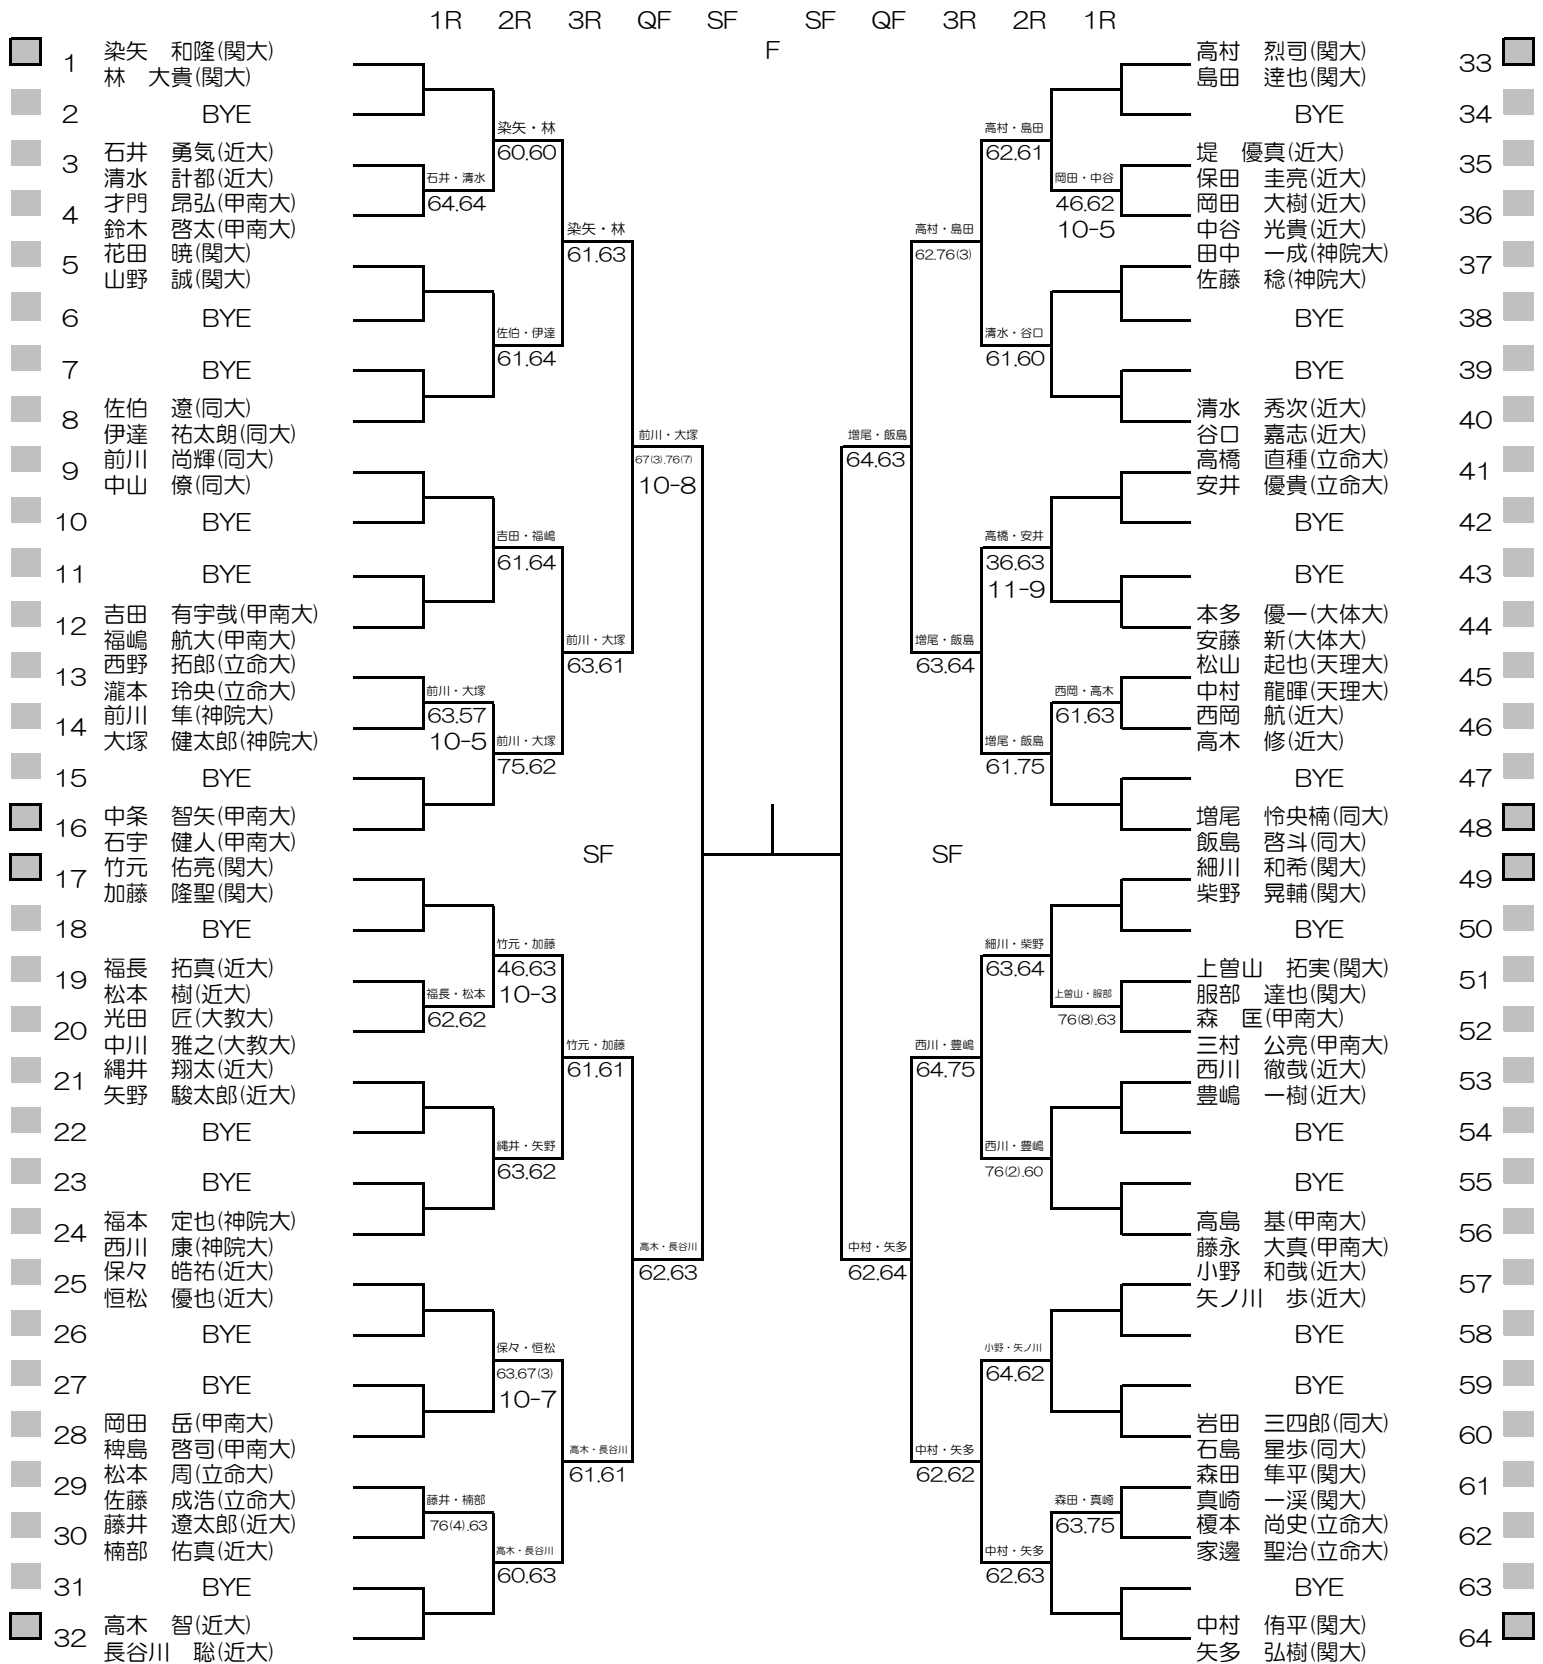 1R 2R 3R QF SF SF QF 3R 2R 1R
F
1 染矢 和隆(関大)
林 大貴(関大)
2 BYE
3 石井 勇気(近大)
清水 計都(近大)
4 才門 昂弘(甲南大)
鈴木 啓太(甲南大)
5 花田 暁(関大)
山野 誠(関大)
6 BYE
7 BYE
8 佐伯 遼(同大)
伊達 祐太朗(同大)
9 前川 尚輝(同大)
中山 僚(同大)
10 BYE
11 BYE
12 吉田 有宇哉(甲南大)
福嶋 航大(甲南大)
13 西野 拓郎(立命大)
瀧本 玲央(立命大)
14 前川 隼(神院大)
大塚 健太郎(神院大)
15 BYE
16 中条 智矢(甲南大)
石宇 健人(甲南大)
17 竹元 佑亮(関大)
加藤 隆聖(関大)
18 BYE
19 福長 拓真(近大)
松本 樹(近大)
20 光田 匠(大教大)
中川 雅之(大教大)
21 縄井 翔太(近大)
矢野 駿太郎(近大)
22 BYE
23 BYE
24 福本 定也(神院大)
西川 康(神院大)
25 保々 皓祐(近大)
恒松 優也(近大)
26 BYE
27 BYE
28 岡田 岳(甲南大)
稗島 啓司(甲南大)
29 松本 周(立命大)
佐藤 成浩(立命大)
30 藤井 遼太郎(近大)
楠部 佑真(近大)
31 BYE
32 高木 智(近大)
長谷川 聡(近大)
石井・清水
64.64
前川・大塚
63.57
10-5
福長・松本
62.62
藤井・楠部
76(4).63
染矢・林
60.60
佐伯・伊達
61.64
吉田・福嶋
61.64
前川・大塚
75.62
竹元・加藤
46.63
10-3
縄井・矢野
63.62
保々・恒松
63.67(3)
10-7
高木・長谷川
60.63
染矢・林
61.63
前川・大塚
63.61
竹元・加藤
61.61
高木・長谷川
61.61
前川・大塚
67(3).76(7)
10-8
高木・長谷川
62.63
SF
SF
増尾・飯島
64.63
中村・矢多
62.64
高村・島田
62.76(3)
増尾・飯島
63.64
西川・豊嶋
64.75
中村・矢多
62.62
高村・島田
62.61
清水・谷口
61.60
高橋・安井
36.63
11-9
増尾・飯島
61.75
細川・柴野
63.64
西川・豊嶋
76(2).60
小野・矢ノ川
64.62
中村・矢多
62.63
岡田・中谷
46.62
10-5
西岡・高木
61.63
上曽山・服部
76(8).63
森田・真崎
63.75
高村 烈司(関大) 33
島田 達也(関大)
BYE 34
堤 優真(近大) 35
保田 圭亮(近大)
岡田 大樹(近大) 36
中谷 光貴(近大)
田中 一成(神院大) 37
佐藤 稔(神院大)
BYE 38
BYE 39
清水 秀次(近大) 40
谷口 嘉志(近大)
高橋 直種(立命大) 41
安井 優貴(立命大)
BYE 42
BYE 43
本多 優一(大体大) 44
安藤 新(大体大)
松山 起也(天理大) 45
中村 龍暉(天理大)
西岡 航(近大) 46
高木 修(近大)
BYE 47
増尾 怜央楠(同大) 48
飯島 啓斗(同大)
細川 和希(関大) 49
柴野 晃輔(関大)
BYE 50
上曽山 拓実(関大) 51
服部 達也(関大)
森 匡(甲南大) 52
三村 公亮(甲南大)
西川 徹哉(近大) 53
豊嶋 一樹(近大)
BYE 54
BYE 55
高島 基(甲南大) 56
藤永 大真(甲南大)
小野 和哉(近大) 57
矢ノ川 歩(近大)
BYE 58
BYE 59
岩田 三四郎(同大) 60
石島 星歩(同大)
森田 隼平(関大) 61
真崎 一渓(関大)
榎本 尚史(立命大) 62
家邊 聖治(立命大)
BYE 63
中村 侑平(関大) 64
矢多 弘樹(関大)